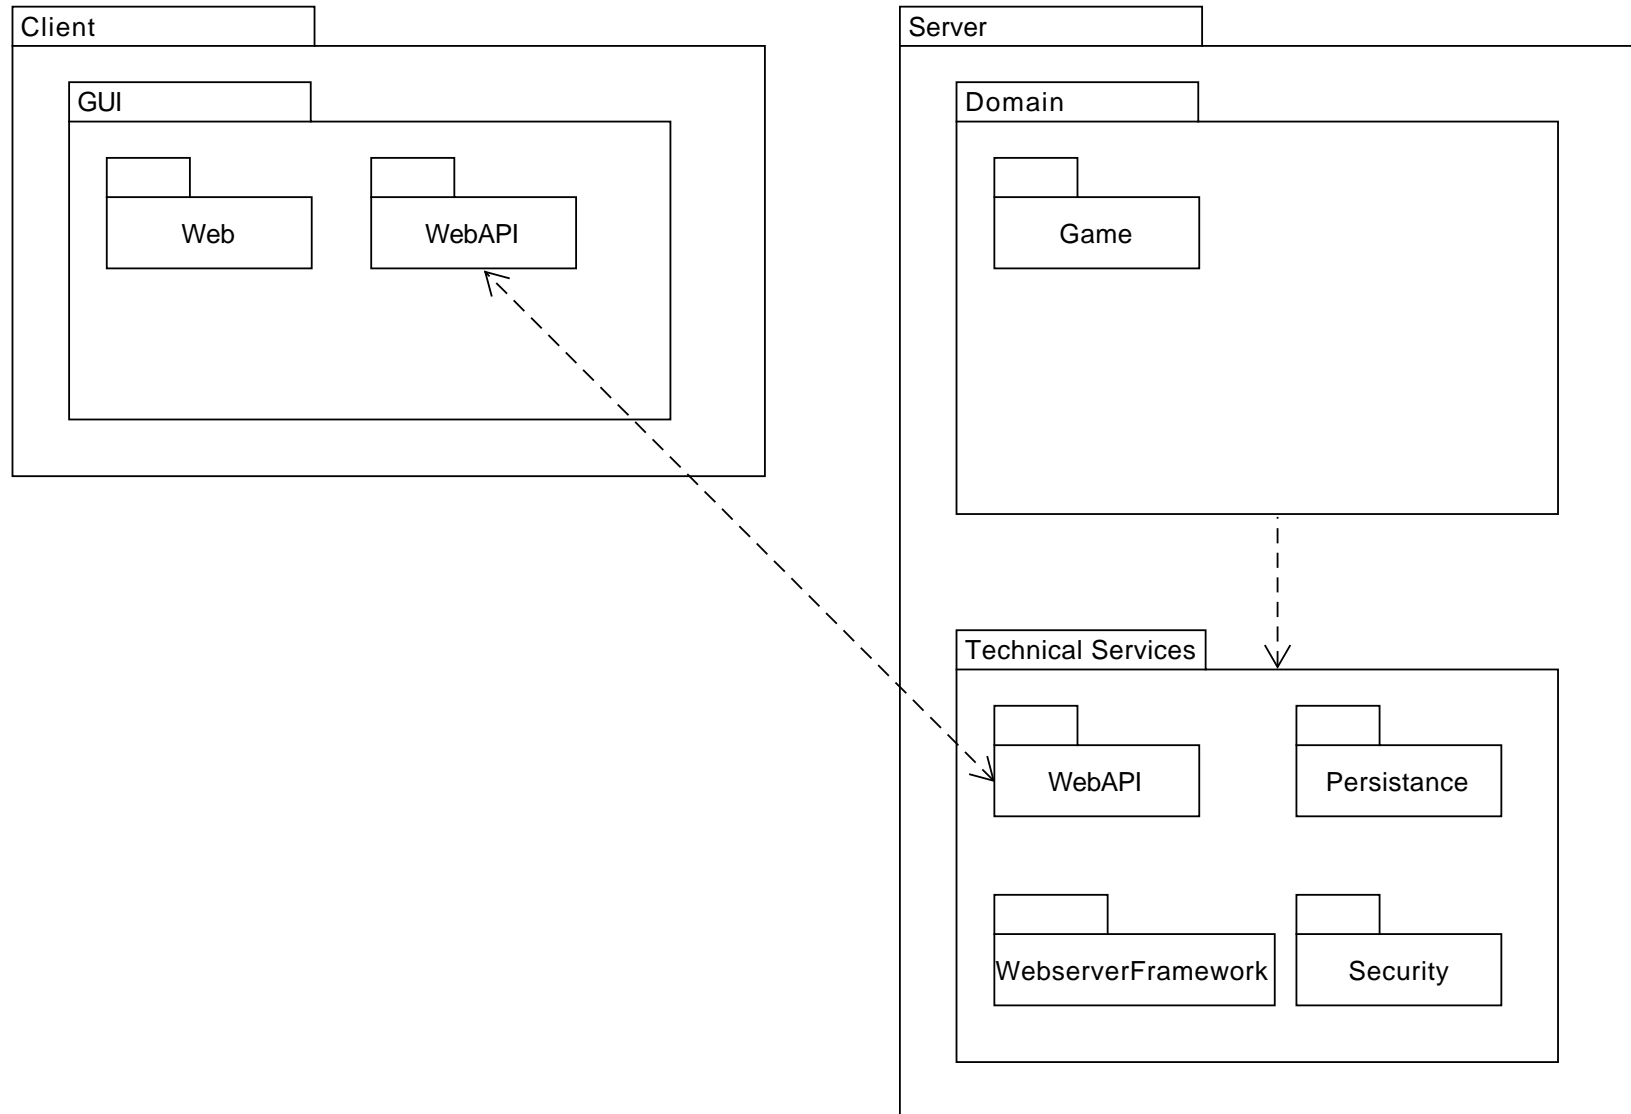 Client
GUI
Web
WebAPI
Server
Domain
Game
Technical Services
WebAPI
Persistance
WebserverFramework
Security